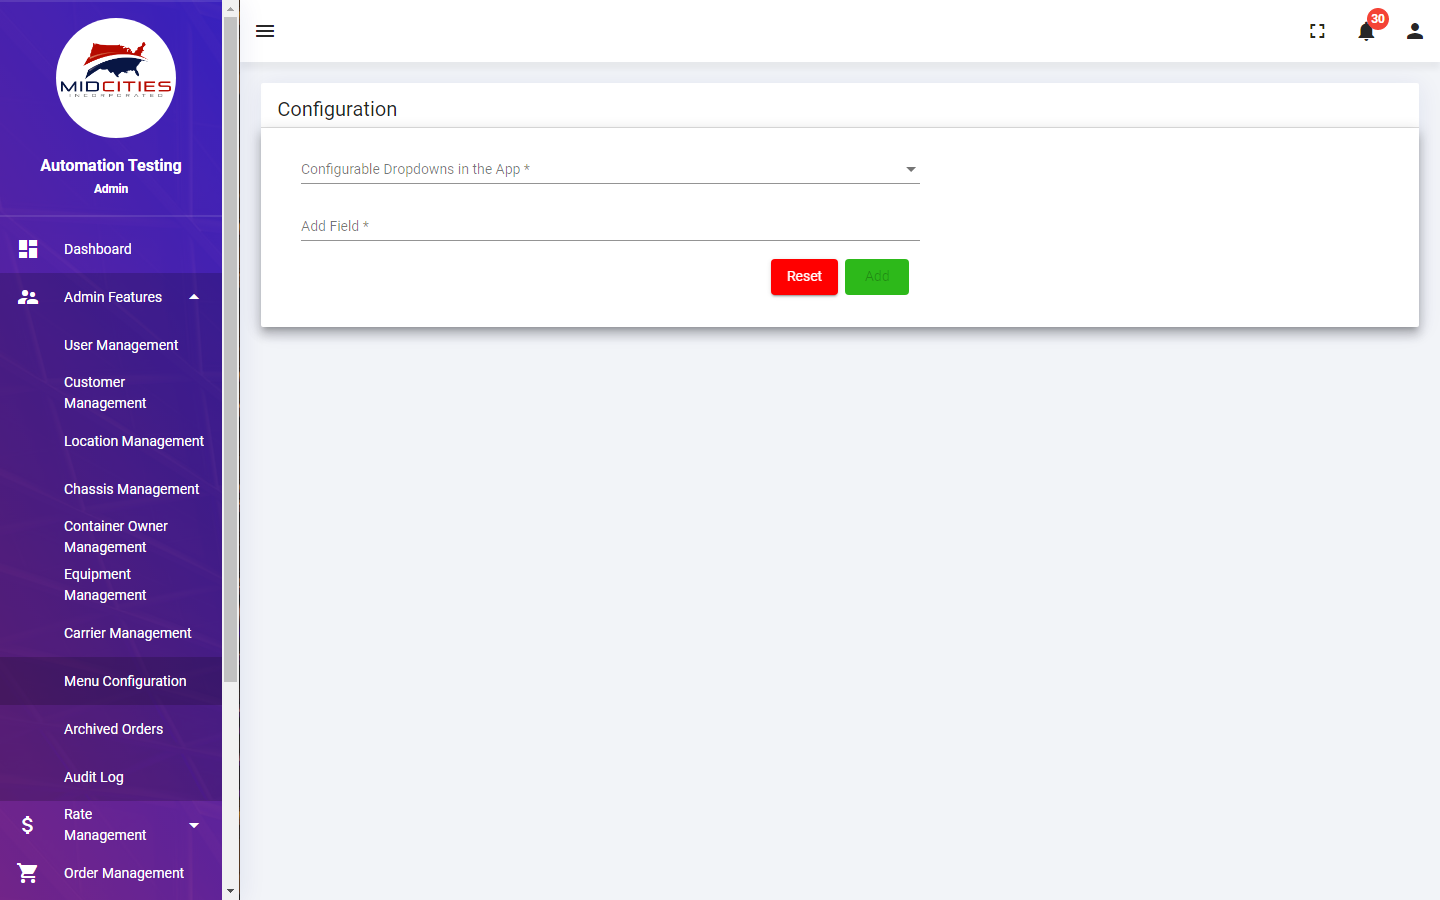 MIDCITIES
INCORPORATED
Automation Testing
Admin
Dashboard
Admin Features
User Management
Customer
Management
Location Management
Chassis Management
Container Owner
Management
Equipment
Management
Carrier Management
Menu Configuration
Archived Orders
Audit Log
Rate
Management
Order Management
30
Configuration
Configurable Dropdowns in the App *
Add Field *
Reset
Add